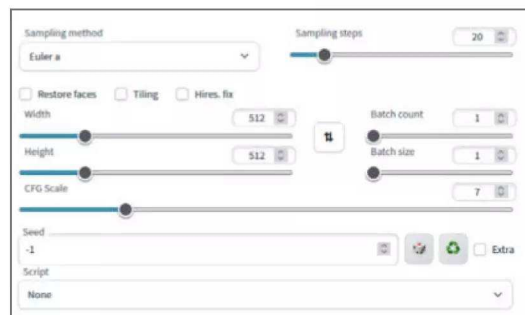 Sampling method
Sampling steps
20
Euler a
Restore faces
Tiling
Hires. fix
Width
512
Batch count
1
Height
512
Batch size
1
CFG Scale
7
Seed
-1
Extra
Script
None